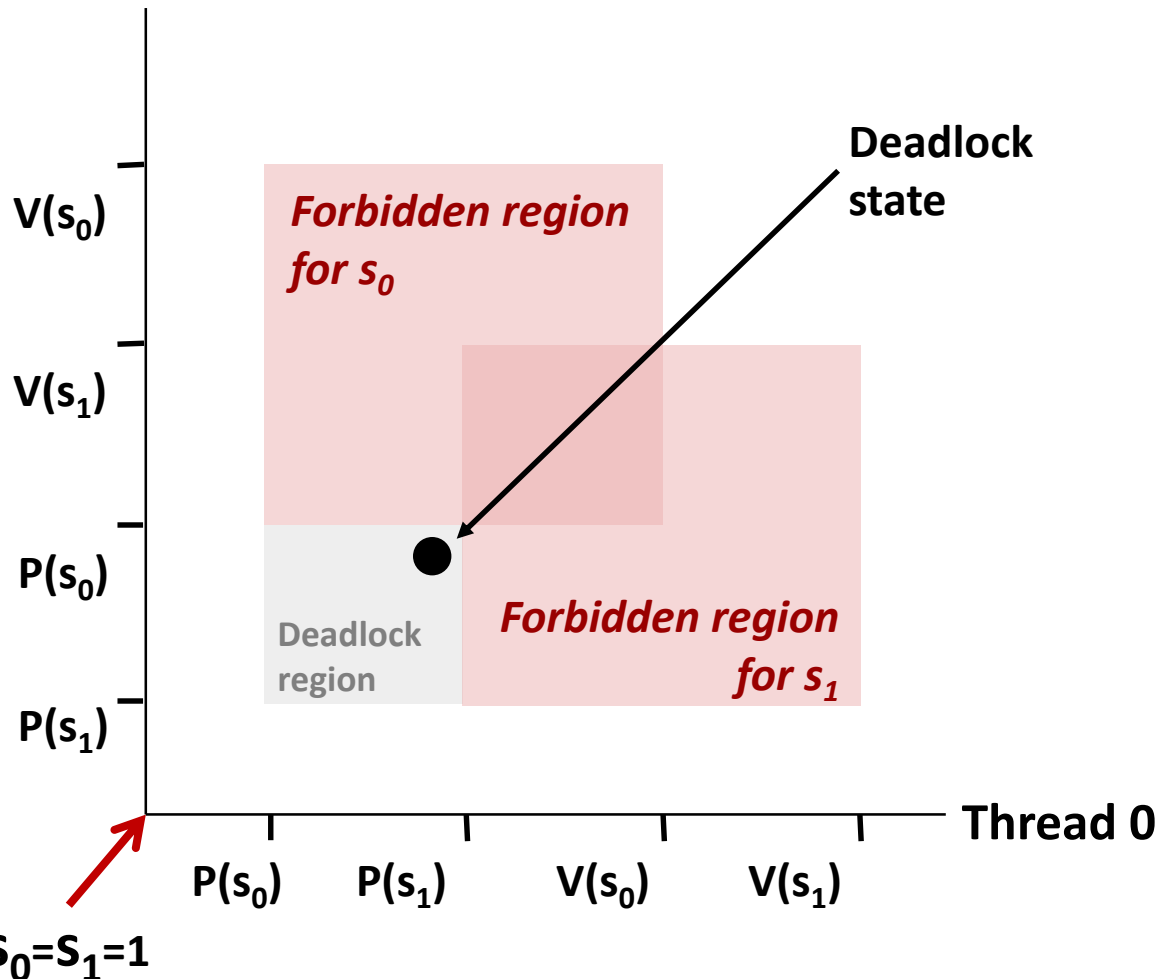 Deadlock
state
Forbidden region
for s₀
V(s₀)
V(s₁)
P(s₀)
P(s₁)
Deadlock
region
Forbidden region
for s₁
Thread 0
P(s₀) P(s₁) V(s₀) V(s₁)
s₀=s₁=1